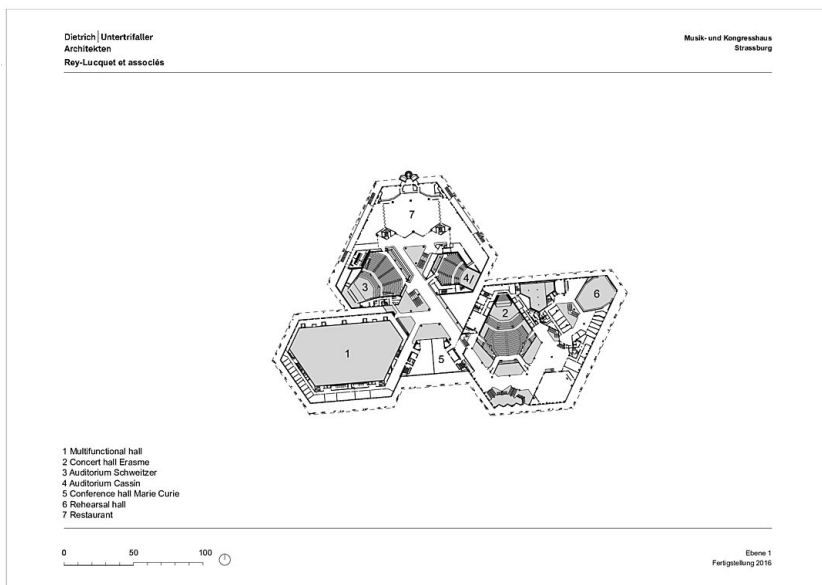 Dietrich Untertrifaller
Architekten
Rey-Lucquet et associés
Musik- und Kongresshaus
Strassburg
7
3
4
6
2
1
5
1 Multifunctional hall
2 Concert hall Erasme
3 Auditorium Schweitzer
4 Auditorium Cassin
5 Conference hall Marie Curie
6 Rehearsal hall
7 Restaurant
0 50 100
Ebene 1
Fertigstellung 2016